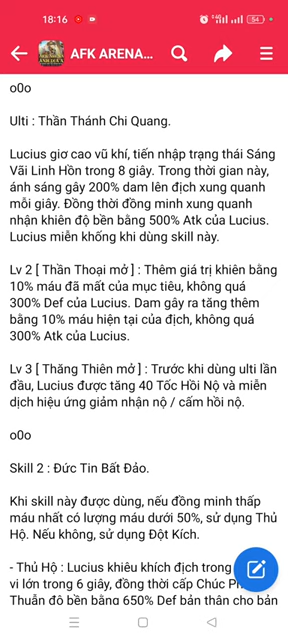 18:16
54
AFK ARENA...
o0o
Ulti : Thần Thánh Chi Quang.
Lucius giơ cao vũ khí, tiến nhập trạng thái Sáng
Vãi Linh Hồn trong 8 giây. Trong thời gian này,
ánh sáng gây 200% dam lên địch xung quanh
mỗi giây. Đồng thời đồng minh xung quanh
nhận khiên độ bền bằng 500% Atk của Lucius.
Lucius miễn khống khi dùng skill này.
Lv 2 [ Thần Thoại mở ] : Thêm giá trị khiên bằng
10% máu đã mất của mục tiêu, không quá
300% Def của Lucius. Dam gây ra tăng thêm
bằng 10% máu hiện tại của địch, không quá
300% Atk của Lucius.
Lv 3 [ Thăng Thiên mở ] : Trước khi dùng ulti lần
đầu, Lucius được tăng 40 Tốc Hồi Nộ và miễn
dịch hiệu ứng giảm nhận nộ / cấm hồi nộ.
o0o
Skill 2 : Đức Tin Bất Đảo.
Khi skill này được dùng, nếu đồng minh thấp
máu nhất có lượng máu dưới 50%, sử dụng Thủ
Hộ. Nếu không, sử dụng Đột Kích.
- Thủ Hộ : Lucius khiêu khích địch trong
vi lớn trong 6 giây, đồng thời cấp Chúc
Thuẫn độ bền bằng 650% Def bản thân cho bản